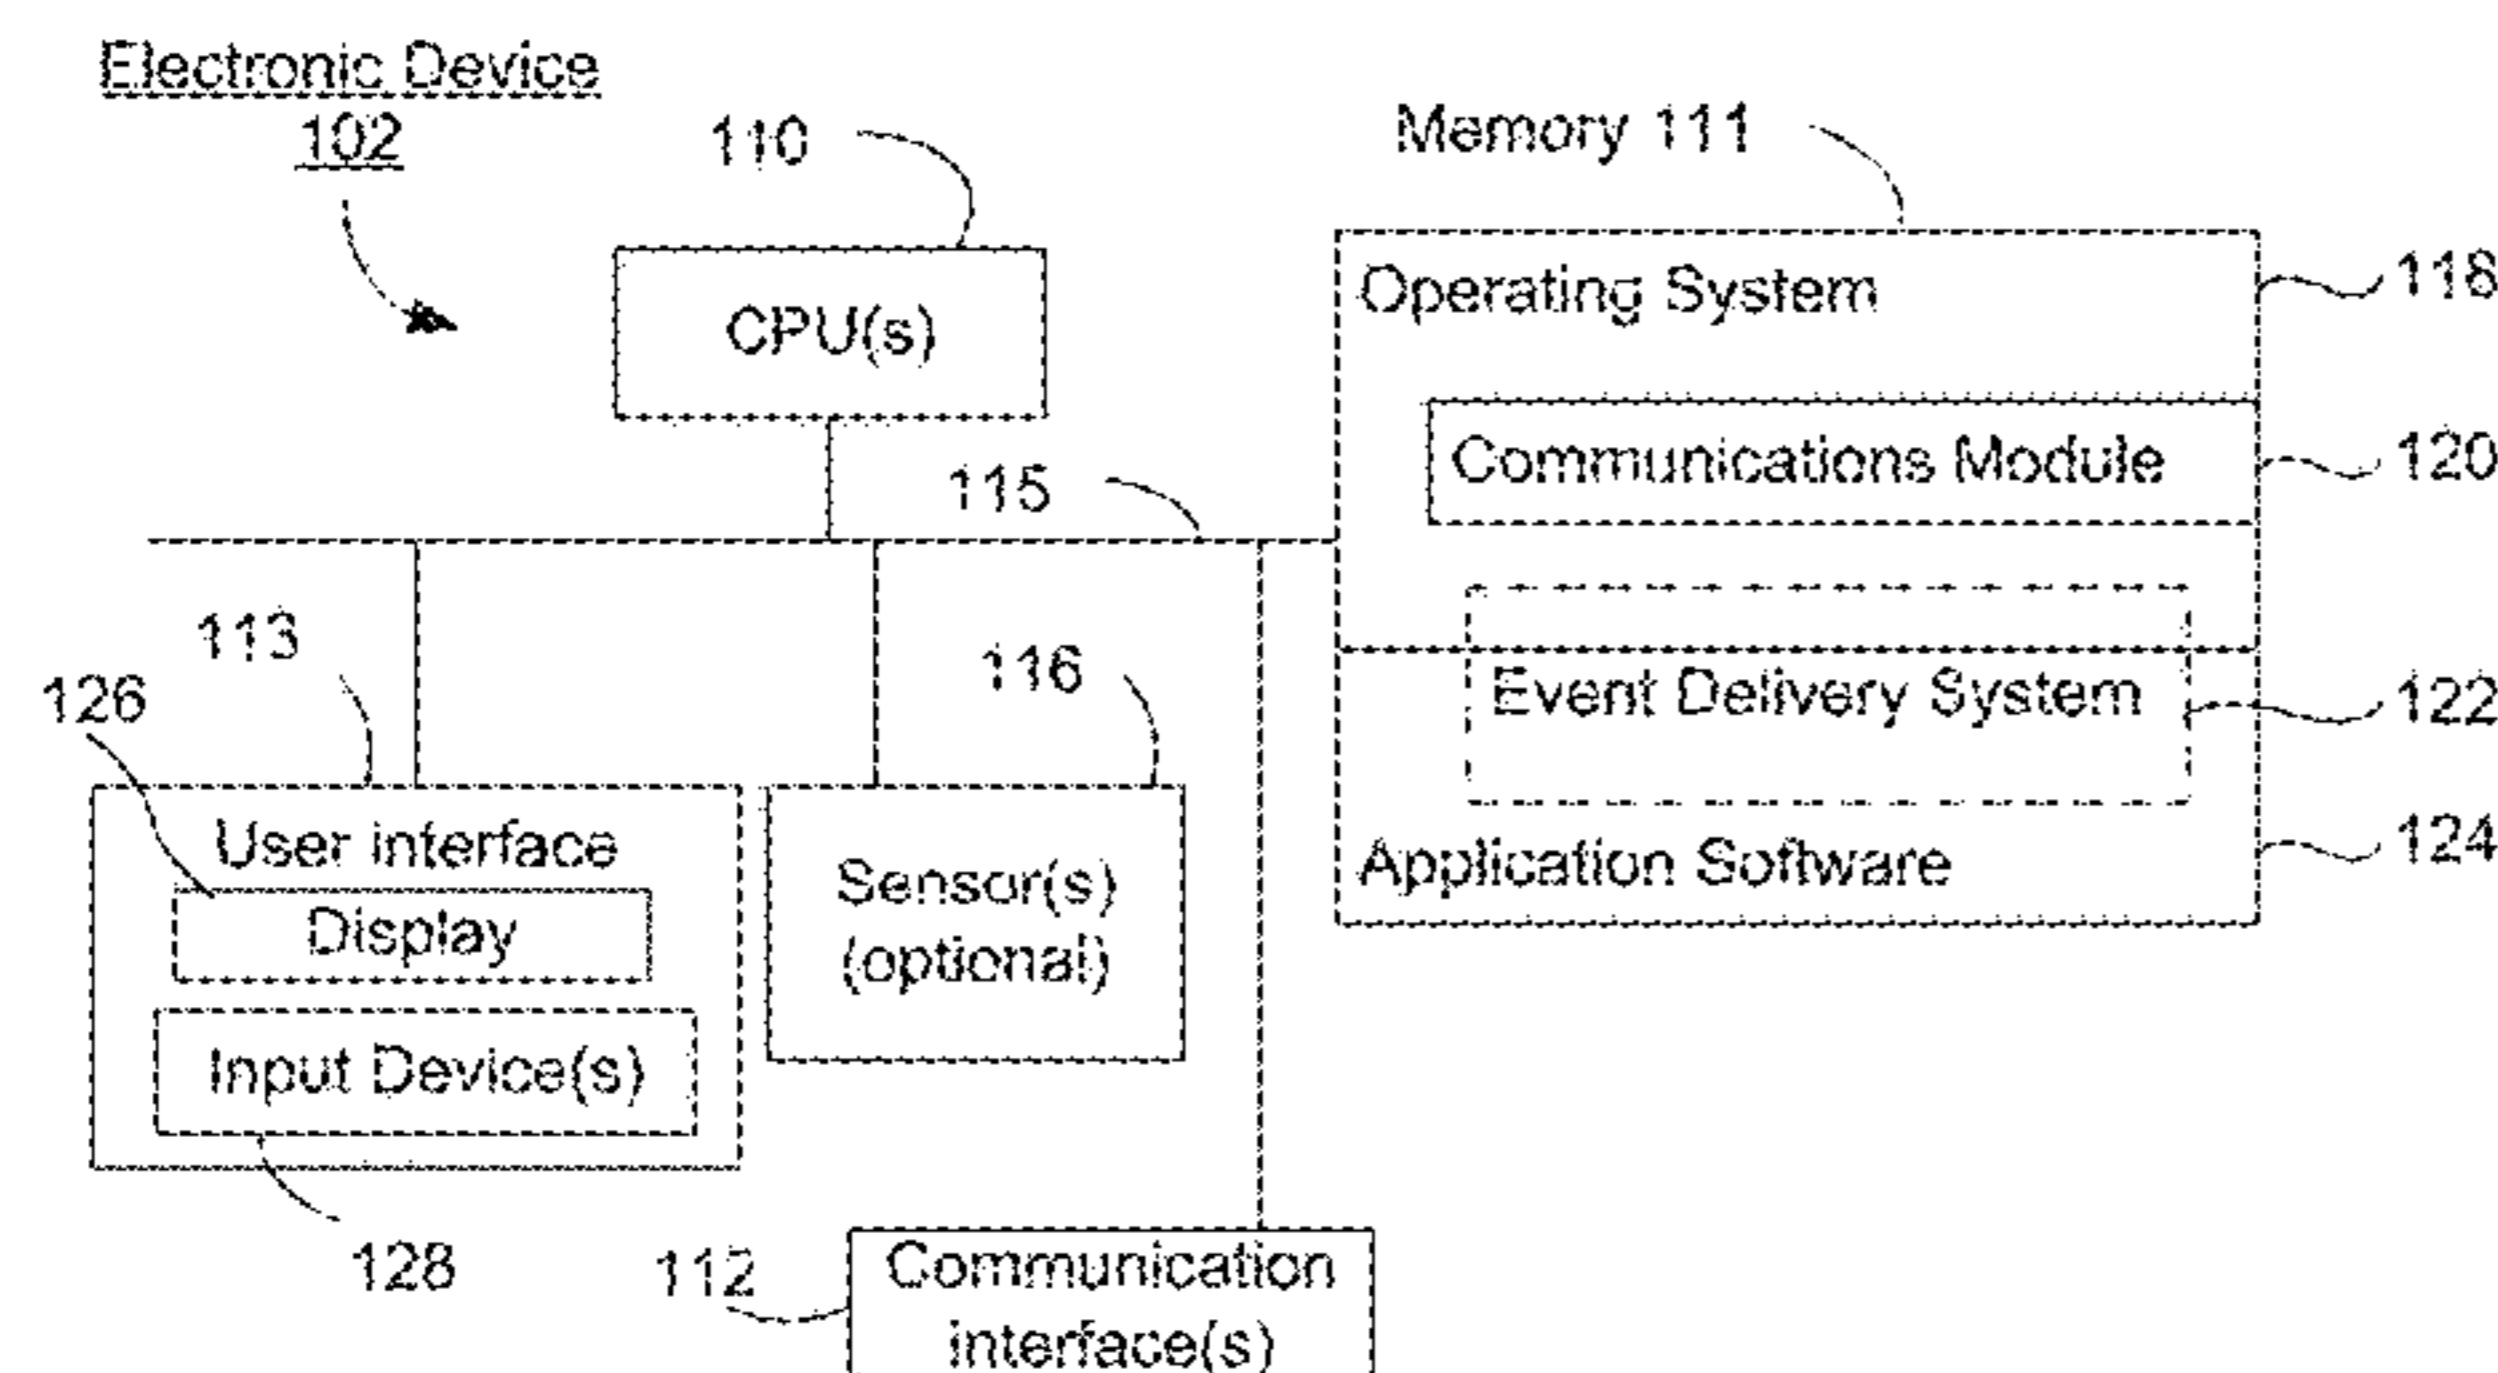 Electronic Device
102
110
Memory 111
CPU(s)
Operating System
118
115
Communications Module
120
113
116
126
Event Delivery System
122
User interface
Sensor(s)
(optional)
Application Software
124
Display
Input Device(s)
128
112
Communication
interface(s)